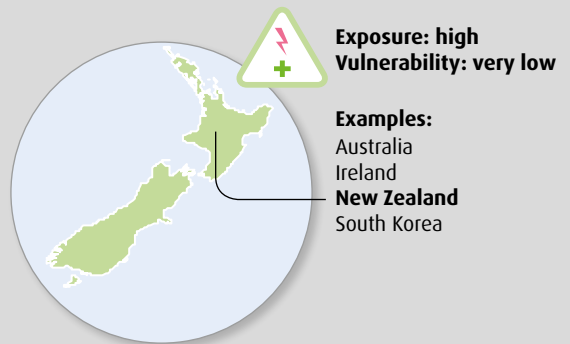 Exposure: high
Vulnerability: very low
Examples:
Australia
Ireland
New Zealand
South Korea